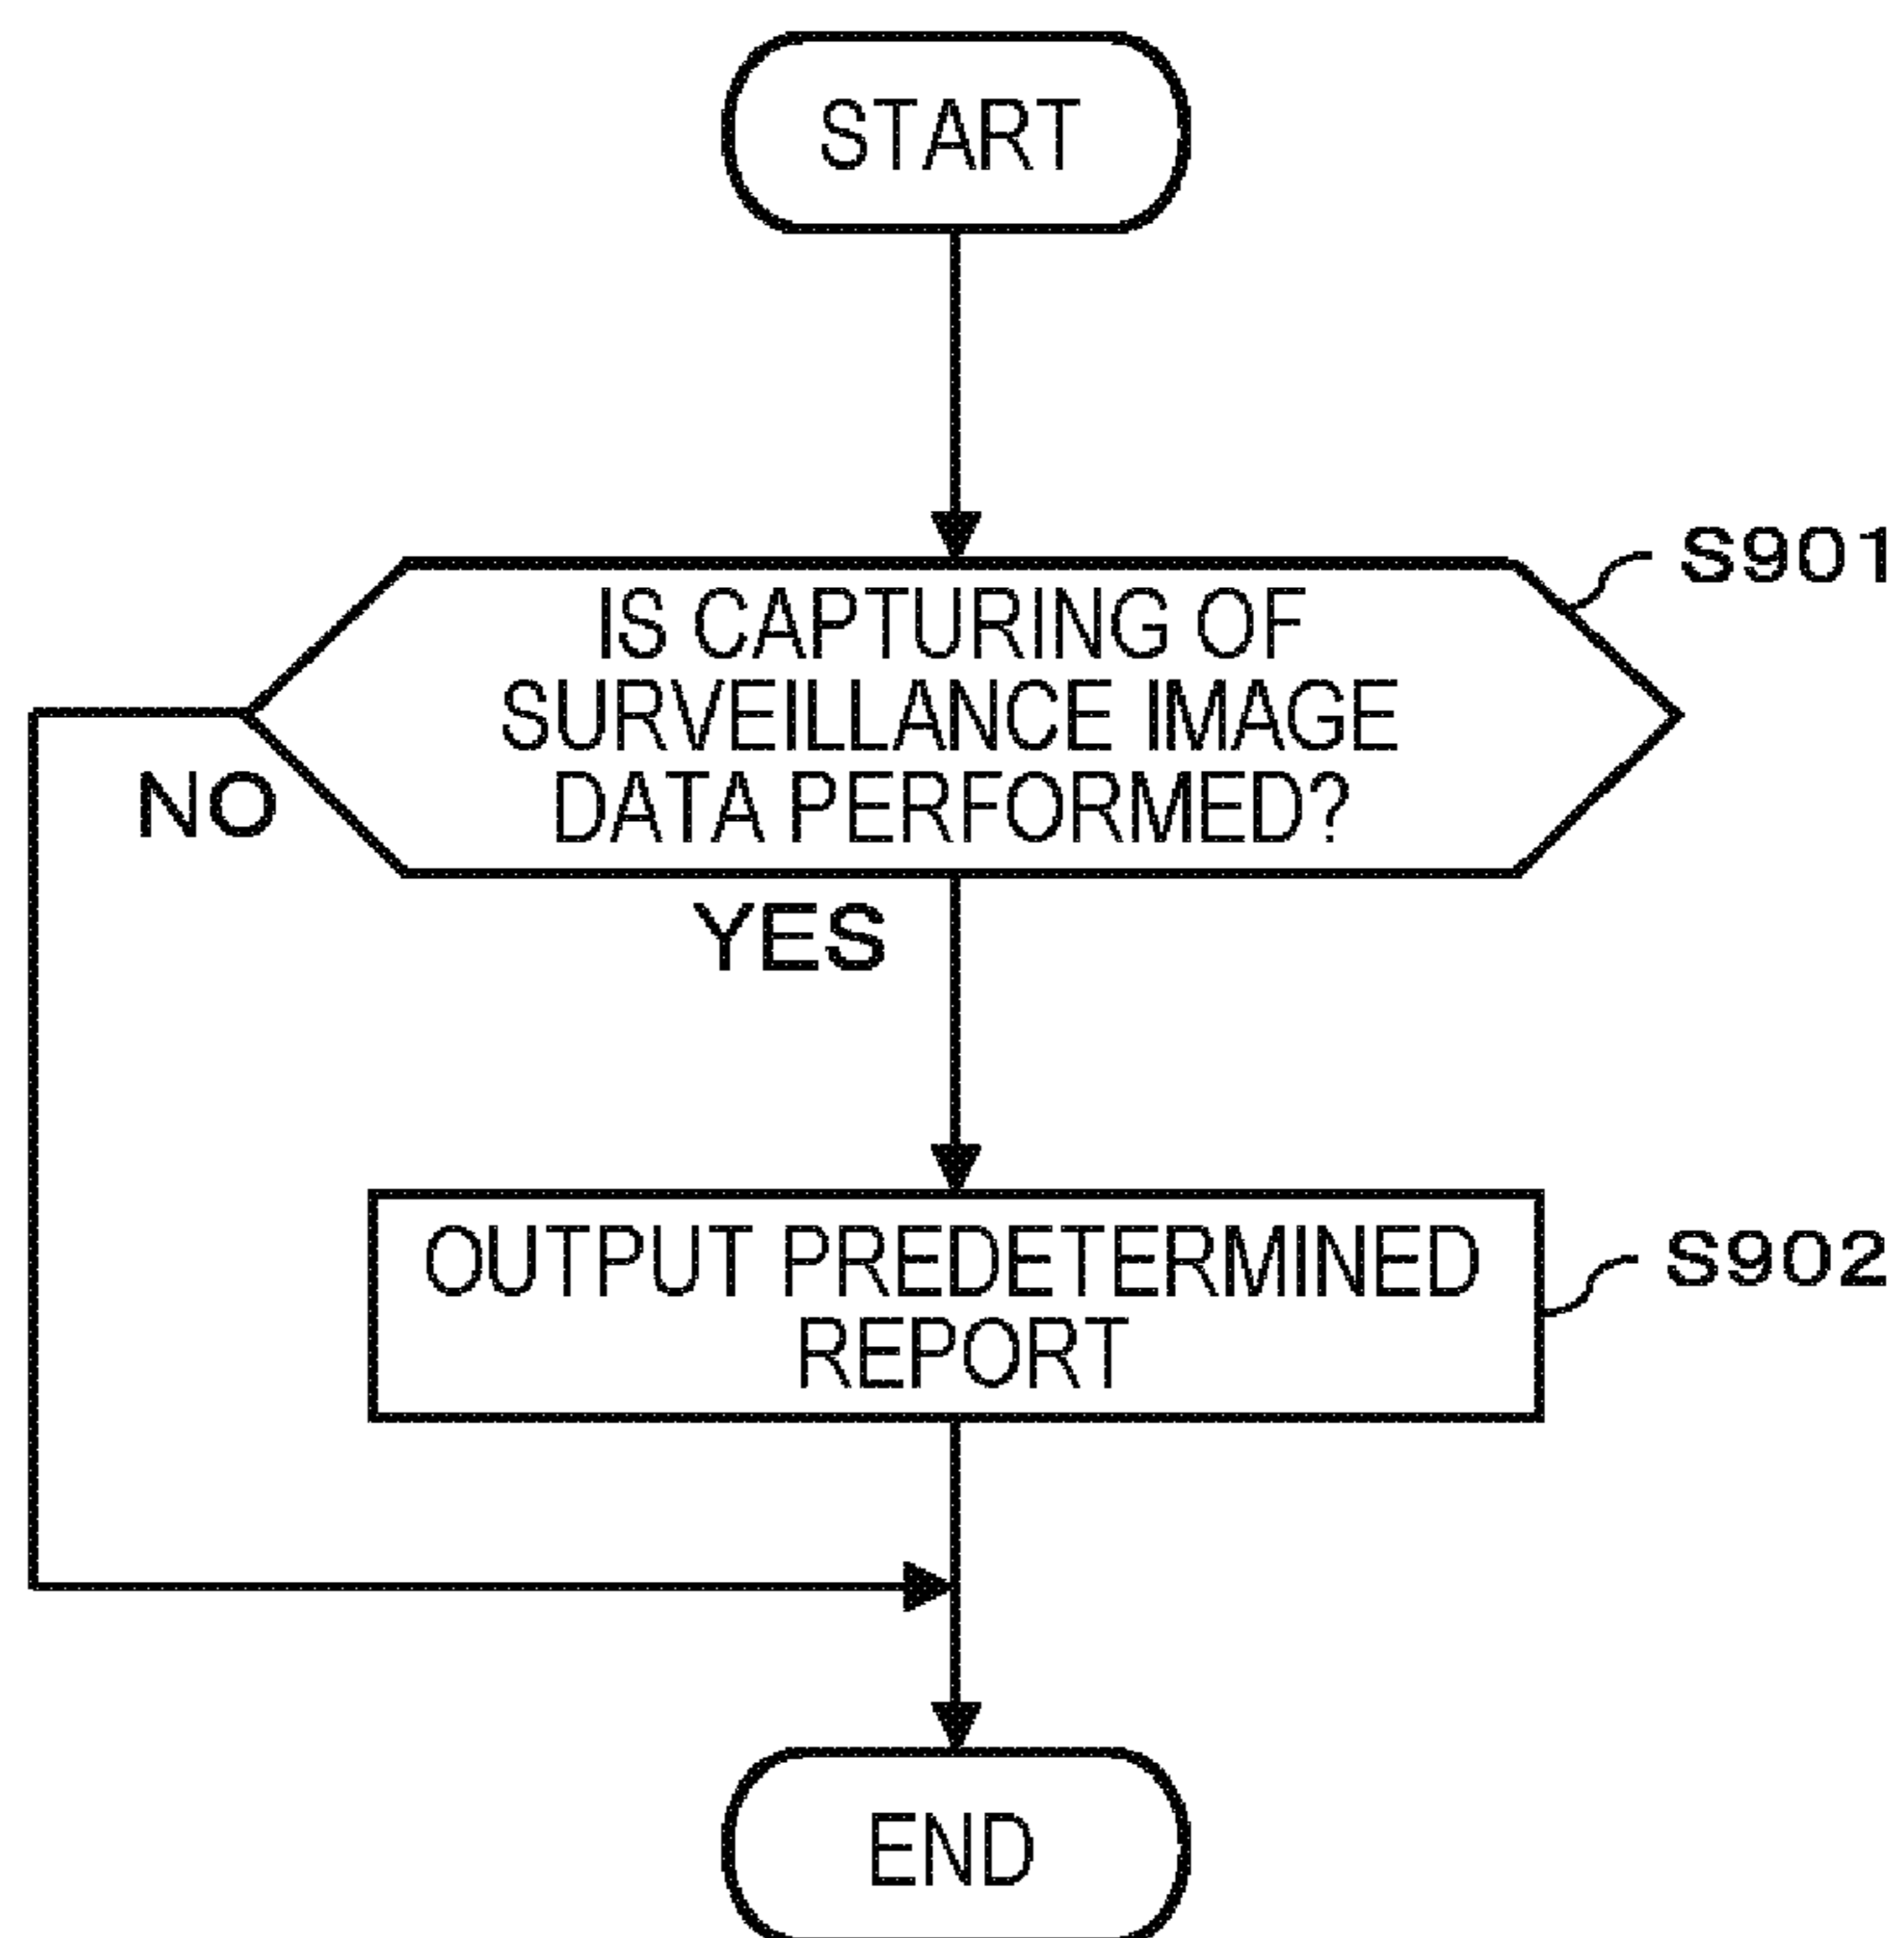 START
S901
IS CAPTURING OF
SURVEILLANCE IMAGE
DATA PERFORMED?
NO
YES
OUTPUT PREDETERMINED
REPORT
S902
END